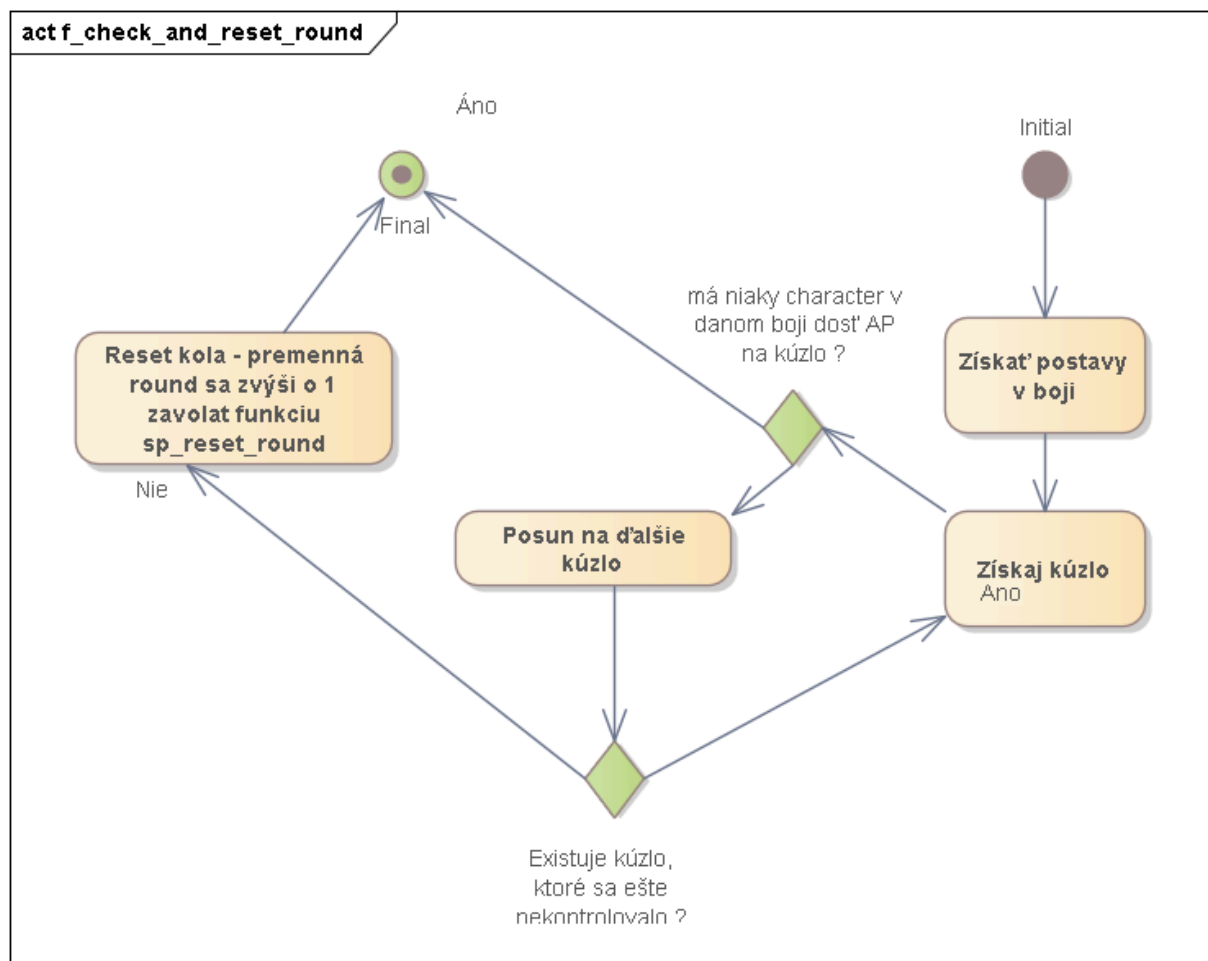 act f_check_and_reset_round
Áno
Initial
Final
má niaky character v
danom boji dosť AP
na kúzlo ?
Získať postavy
v boji
Reset kola - premenná
round sa zvýši o 1
zavolat funkciu
sp_reset_round
Nie
Posun na ďalšie
kúzlo
Získaj kúzlo
Ano
Existuje kúzlo,
ktoré sa ešte
nekontrolovalo ?